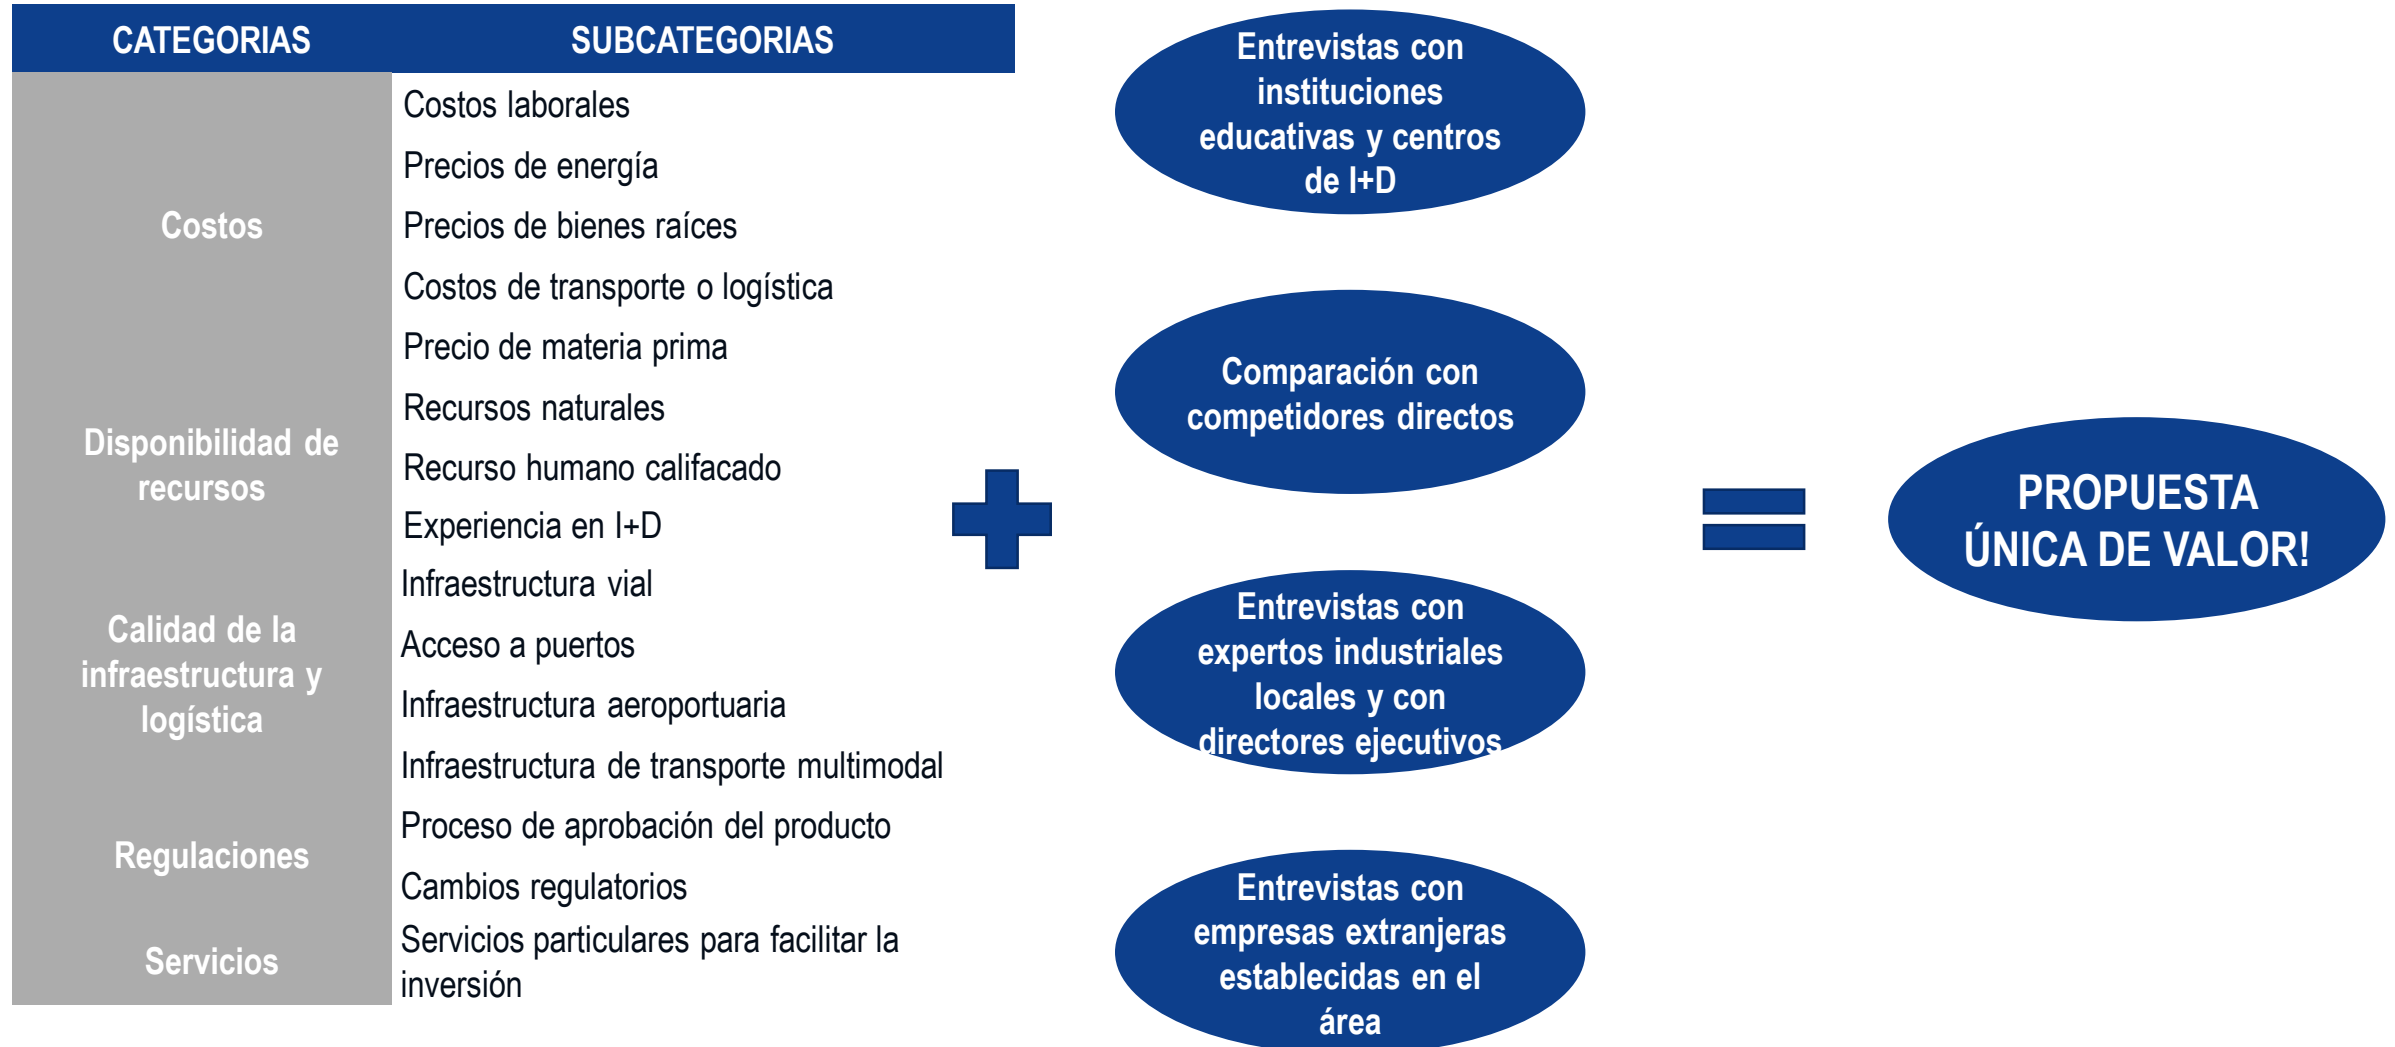 CATEGORIAS
SUBCATEGORIAS
Costos
Costos laborales
Precios de energía
Precios de bienes raíces
Costos de transporte o logística
Precio de materia prima
Disponibilidad de
recursos
Recursos naturales
Recurso humano califacado
Experiencia en I+D
Calidad de la
infraestructura y
logística
Infraestructura vial
Acceso a puertos
Infraestructura aeroportuaria
Infraestructura de transporte multimodal
Regulaciones
Proceso de aprobación del producto
Cambios regulatorios
Servicios
Servicios particulares para facilitar la
inversión
Entrevistas con
instituciones
educativas y centros
de I+D
Comparación con
competidores directos
Entrevistas con
expertos industriales
locales y con
directores ejecutivos
Entrevistas con
empresas extranjeras
establecidas en el
área
PROPUESTA
ÚNICA DE VALOR!